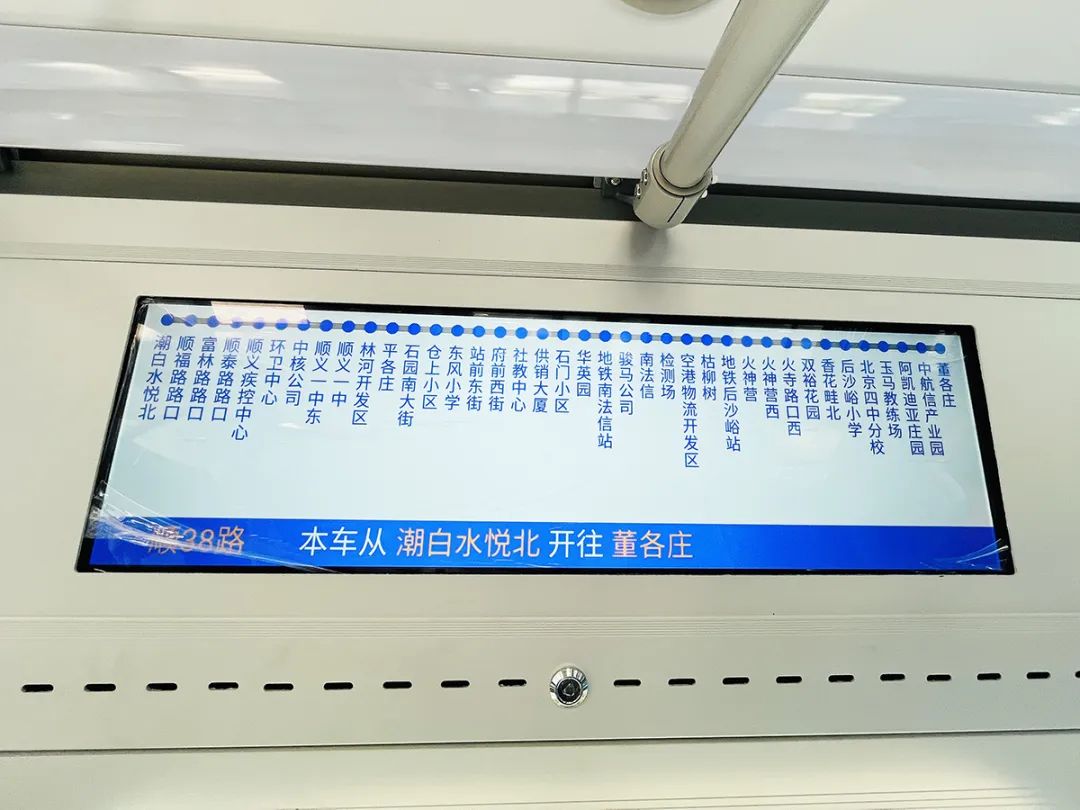 潮白水悦北
顺福路路口
富林路路口
顺泰路路口
顺义疾控中心
环卫中心
中核公司
顺义一中东
顺义一中
林河开发区
平各庄
石园南大街
仓上小区
东风小学
站前东街
府前西街
社教中心
供销大厦
石门小区
华英园
地铁南法信站
骏马公司
南法信
检测场
空港物流开发区
枯柳树
地铁后沙峪站
火神营
火神营西
火寺路口西
双裕花园
香花畦北
后沙峪小学
北京四中分校
玉马教练场
阿凯迪亚庄园
中航信产业园
董各庄
顺38路 本车从 潮白水悦北 开往 董各庄